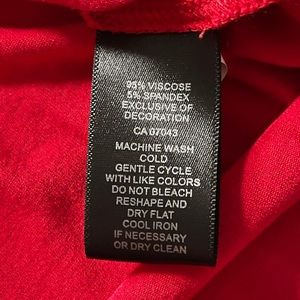 95% VISCOSE
5% SPANDEX
EXCLUSIVE OF
DECORATION
CA 07043
MACHINE WASH
COLD
GENTLE CYCLE
WITH LIKE COLORS
DO NOT BLEACH
RESHAPE AND
DRY FLAT
COOL IRON
IF NECESSARY
OR DRY CLEAN